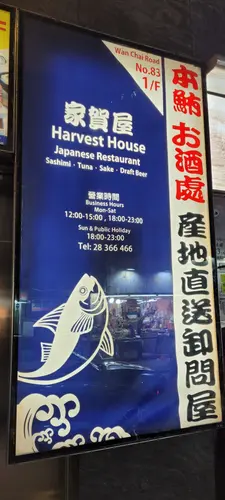 Wan Chai Road
No.83
1/F
家賀屋
Harvest House
Japanese Restaurant
Sashimi · Tuna · Sake · Draft Beer
營業時間
Business Hours
Mon-Sat
12:00-15:00 , 18:00-23:00
Sun & Public Holiday
18:00-23:00
Tel: 28 366 466
本鮪 お酒處
産地直送卸問屋